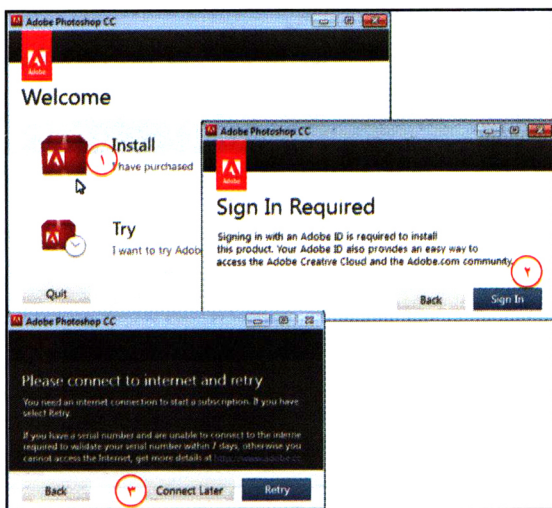 Adobe Photoshop CC
Adobe
Welcome
Install
I have purchased
۱
Try
I want to try Adob
Quit
Adobe Photoshop CC
Sign In Required
Signing in with an Adobe ID is required to install
this product. Your Adobe ID also provides an easy way to
access the Adobe Creative Cloud and the Adobe.com community.
۲
Back
Sign In
Adobe Photoshop CC
Please connect to internet and retry
You need an internet connection to start a subscription. If you have
select Retry.
If you have a serial number and are unable to connect to the interne
required to validate your serial number within 7 days, otherwise you
cannot access the Internet, get more details at
Back
۳
Connect Later
Retry